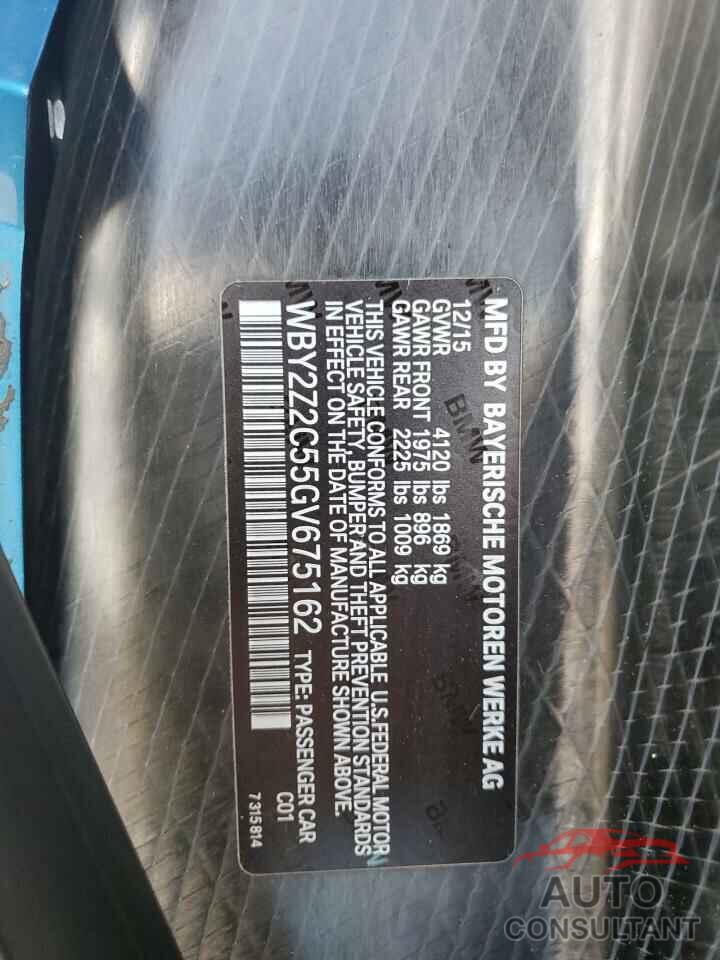 MFD BY BAYERISCHE MOTOREN WERKE AG
12/15
GVWR 4120 lbs 1869 kg
GAWR FRONT 1975 lbs 896 kg
GAWR REAR 2225 lbs 1009 kg
THIS VEHICLE CONFORMS TO ALL APPLICABLE U.S.FEDERAL MOTOR
VEHICLE SAFETY, BUMPER AND THEFT PREVENTION STANDARDS
IN EFFECT ON THE DATE OF MANUFACTURE SHOWN ABOVE.
WBY2Z2C55GV675162 TYPE: PASSENGER CAR
C01
7315814
AUTO
CONSULTANT